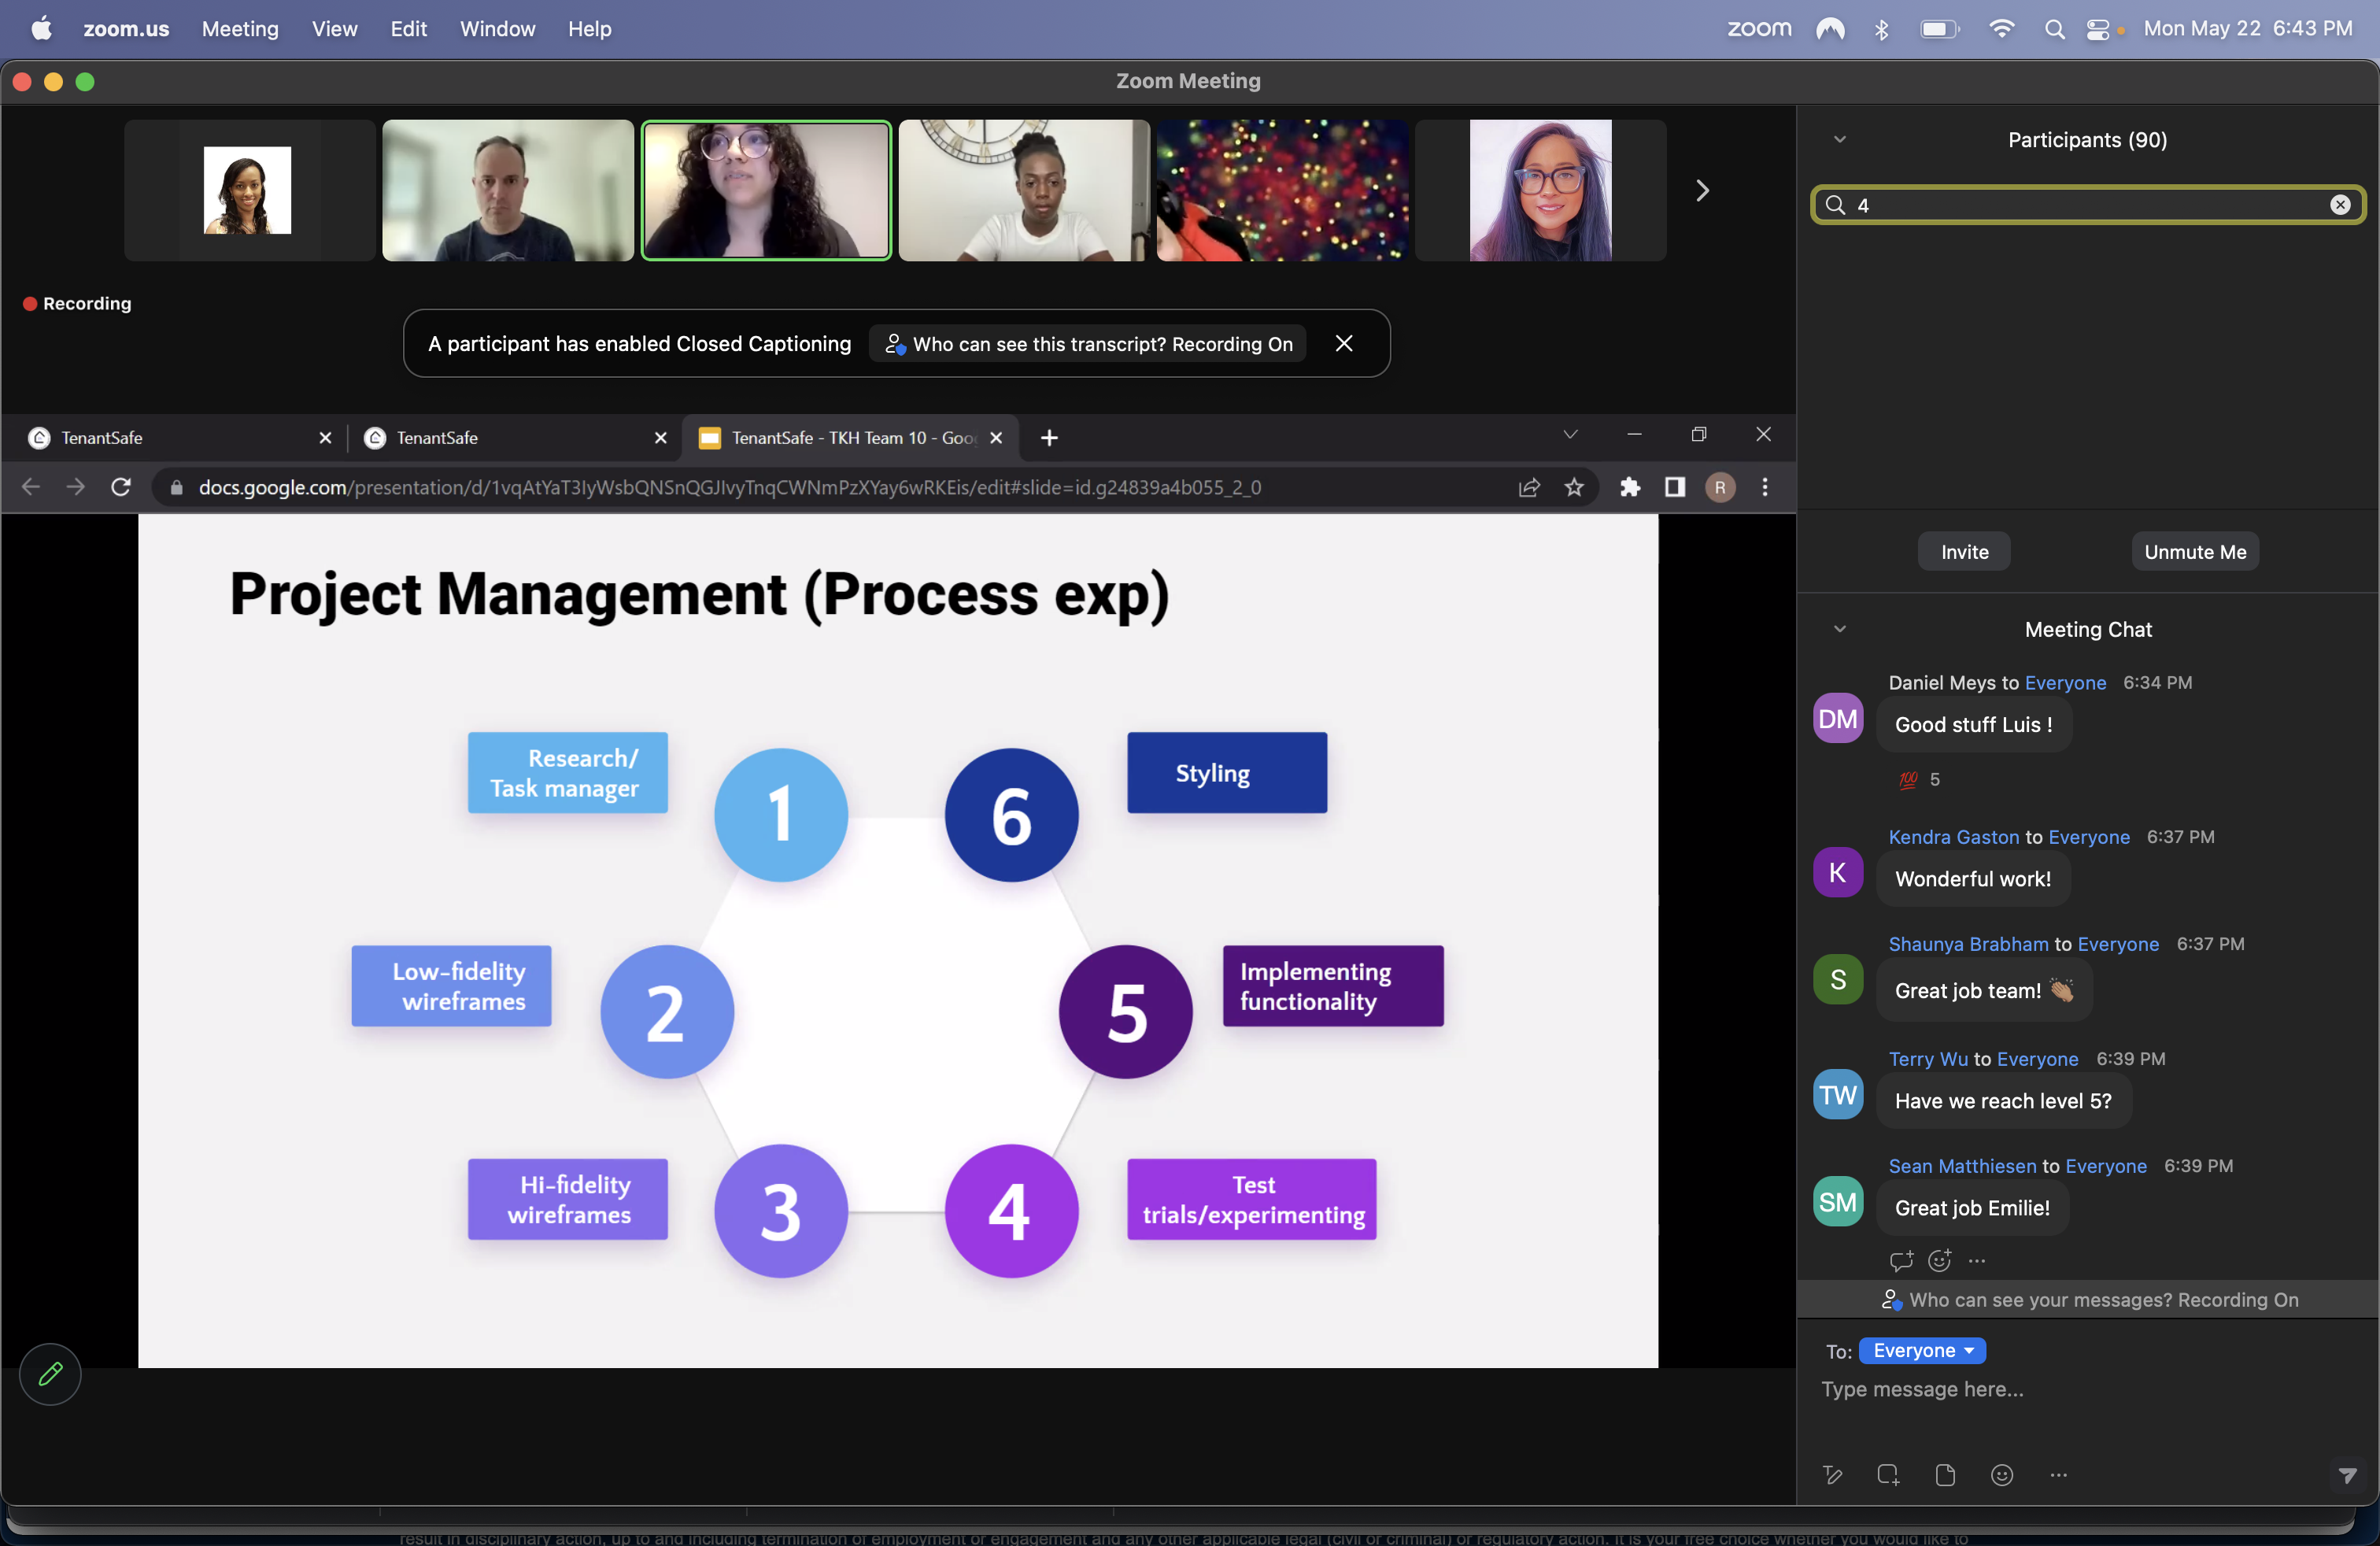 zoom.us Meeting View Edit Window Help zoom Mon May 22 6:43 PM
Zoom Meeting
Recording
A participant has enabled Closed Captioning Who can see this transcript? Recording On
TenantSafe TenantSafe TenantSafe - TKH Team 10 - Goo
docs.google.com/presentation/d/1vqAtYaT3IyWsbQNSnQGJIvyTnqCWNmPzXYay6wRKEis/edit#slide=id.g24839a4b055_2_0 R
Project Management (Process exp)
Research/
Task manager
1
Low-fidelity
wireframes
2
Hi-fidelity
wireframes
3
4
Test
trials/experimenting
5
Implementing
functionality
6
Styling
Participants (90)
4
Invite Unmute Me
Meeting Chat
Daniel Meys to Everyone 6:34 PM
DM
Good stuff Luis !
💯 5
Kendra Gaston to Everyone 6:37 PM
K
Wonderful work!
Shaunya Brabham to Everyone 6:37 PM
S
Great job team! 👏🏽
Terry Wu to Everyone 6:39 PM
TW
Have we reach level 5?
Sean Matthiesen to Everyone 6:39 PM
SM
Great job Emilie!
Who can see your messages? Recording On
To: Everyone
Type message here...
result in disciplinary action, up to and including termination of employment or engagement and any other applicable legal (civil or criminal) or regulatory action. It is your free choice whether you would like to